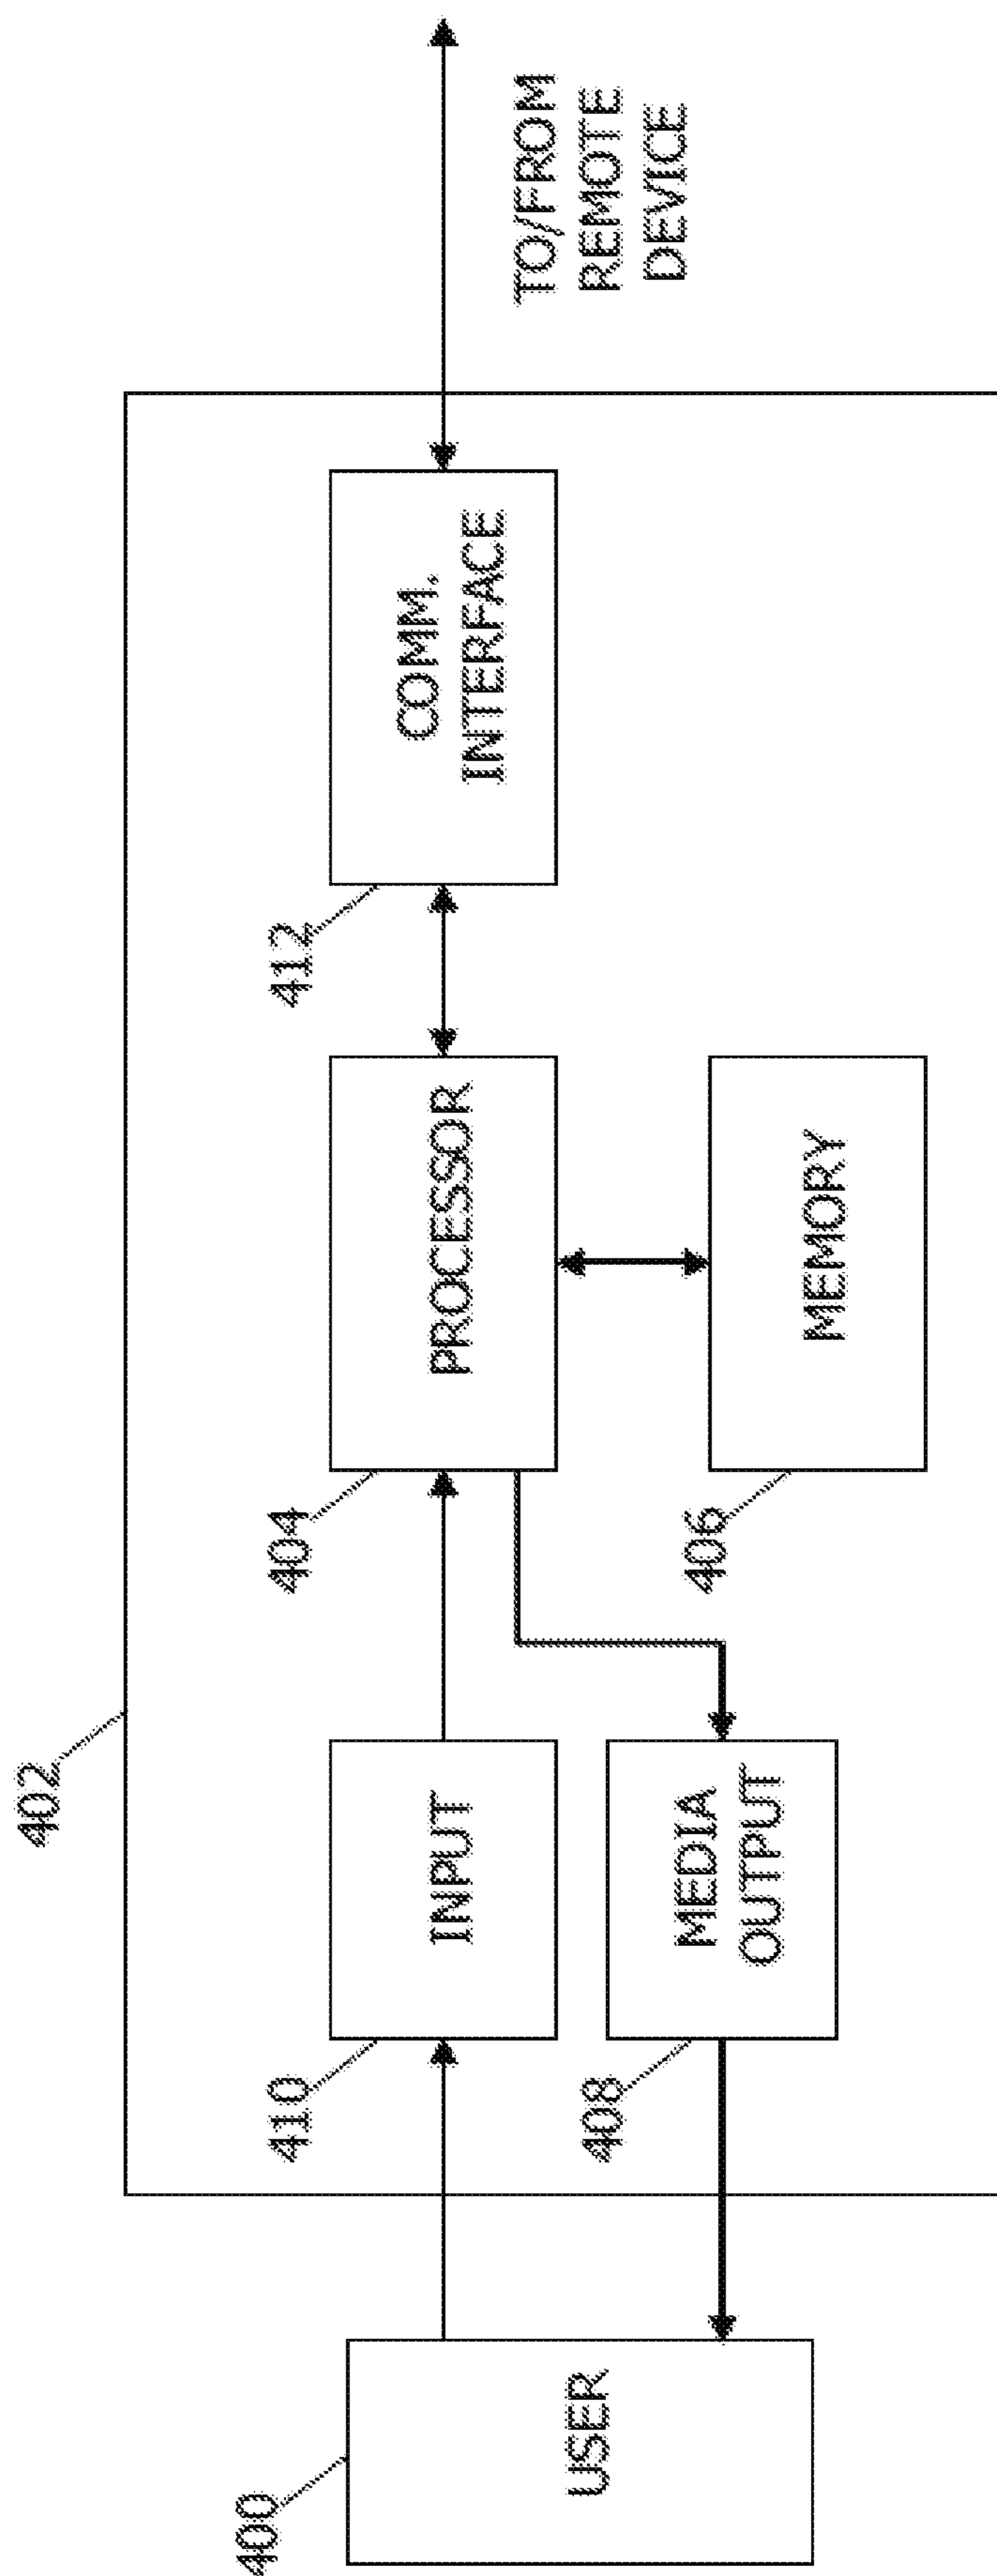 402
400
USER
410
INPUT
408
MEDIA
OUTPUT
404
PROCESSOR
406
MEMORY
412
COMM.
INTERFACE
TO/FROM
REMOTE
DEVICE